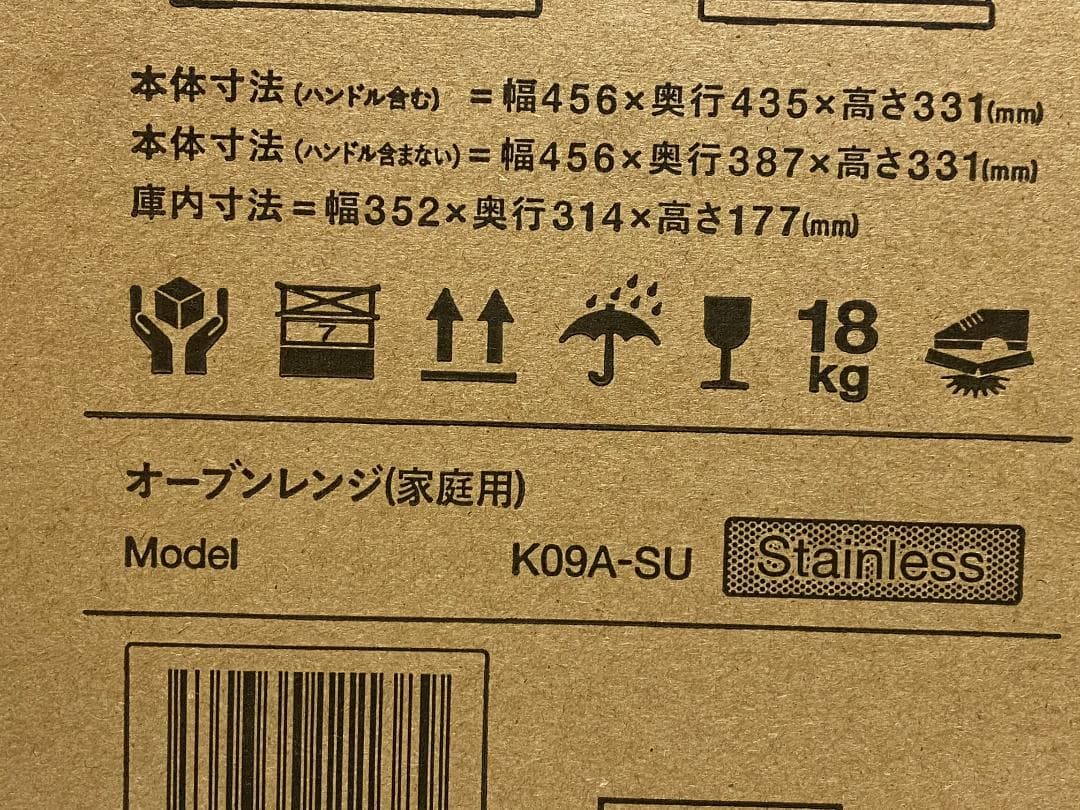 本体寸法(ハンドル含む) =幅456×奥行435×高さ331(mm)
本体寸法(ハンドル含まない)=幅456×奥行387×高さ331(mm)
庫内寸法=幅352×奥行314×高さ177(mm)
7
18
kg
オーブンレンジ(家庭用)
Model K09A-SU Stainless